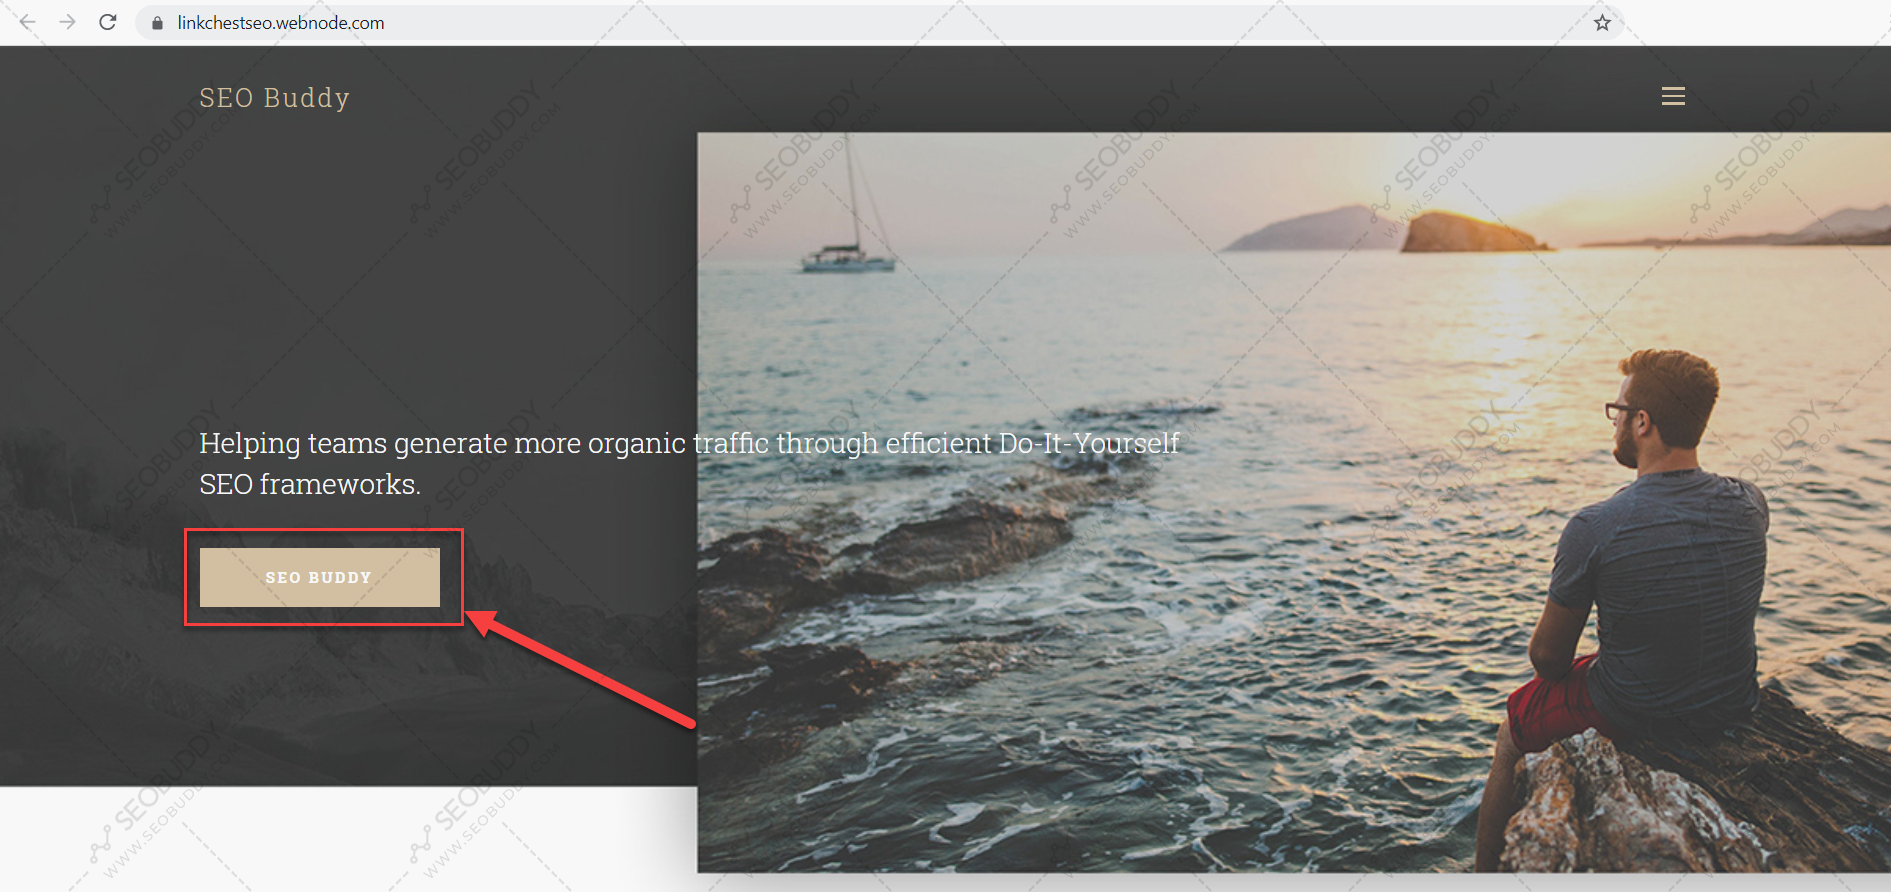 linkchestseo.webnode.com
SEO Buddy
Helping teams generate more organic traffic through efficient Do-It-Yourself
SEO frameworks.
SEO BUDDY
SEOBUDDY
WWW.SEOBUDDY.COM